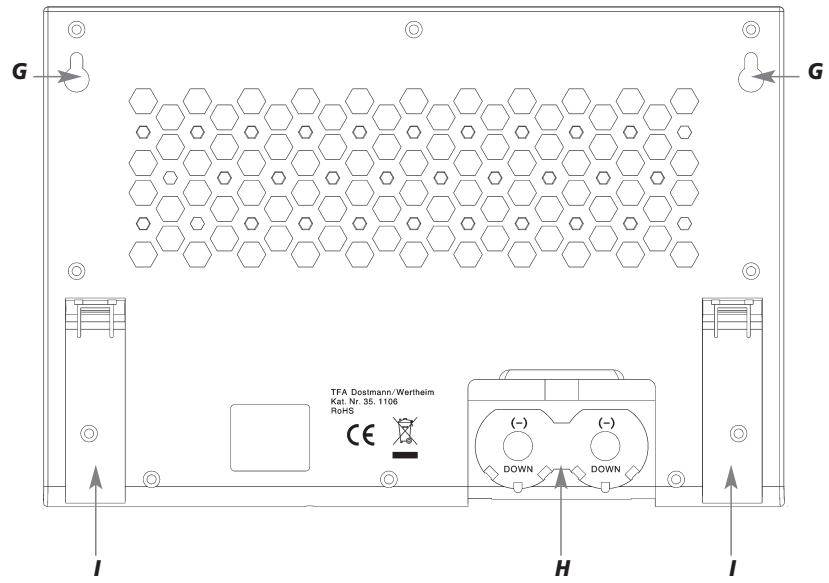 G G
TFA Dostmann/Wertheim
Kat. Nr. 35. 1106
RoHS
CE
(-) (-)
DOWN DOWN
I H I